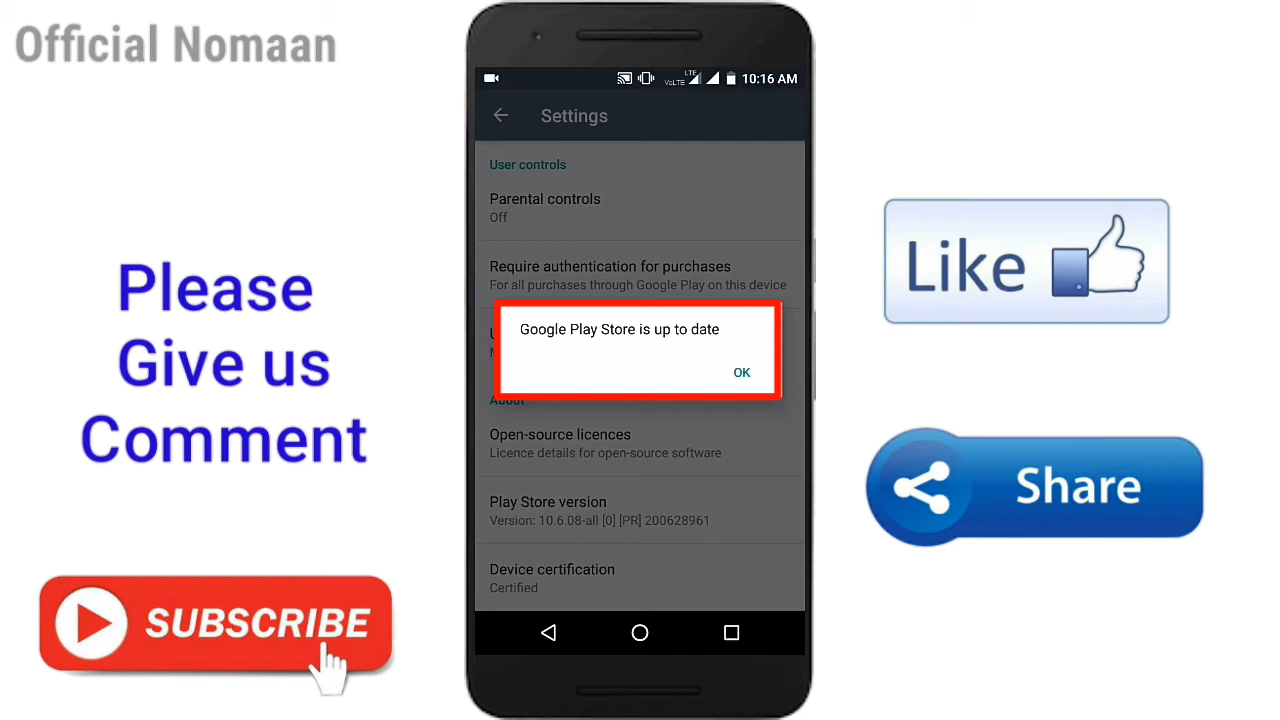 Official Nomaan
VoLTE LTE 10:16 AM
Settings
User controls
Parental controls
Off
Require authentication for purchases
For all purchases through Google Play on this device
Google Play Store is up to date
OK
About
Open-source licences
Licence details for open-source software
Play Store version
Version: 10.6.08-all [0] [PR] 200628961
Device certification
Certified
Please
Give us
Comment
SUBSCRIBE
Like
Share